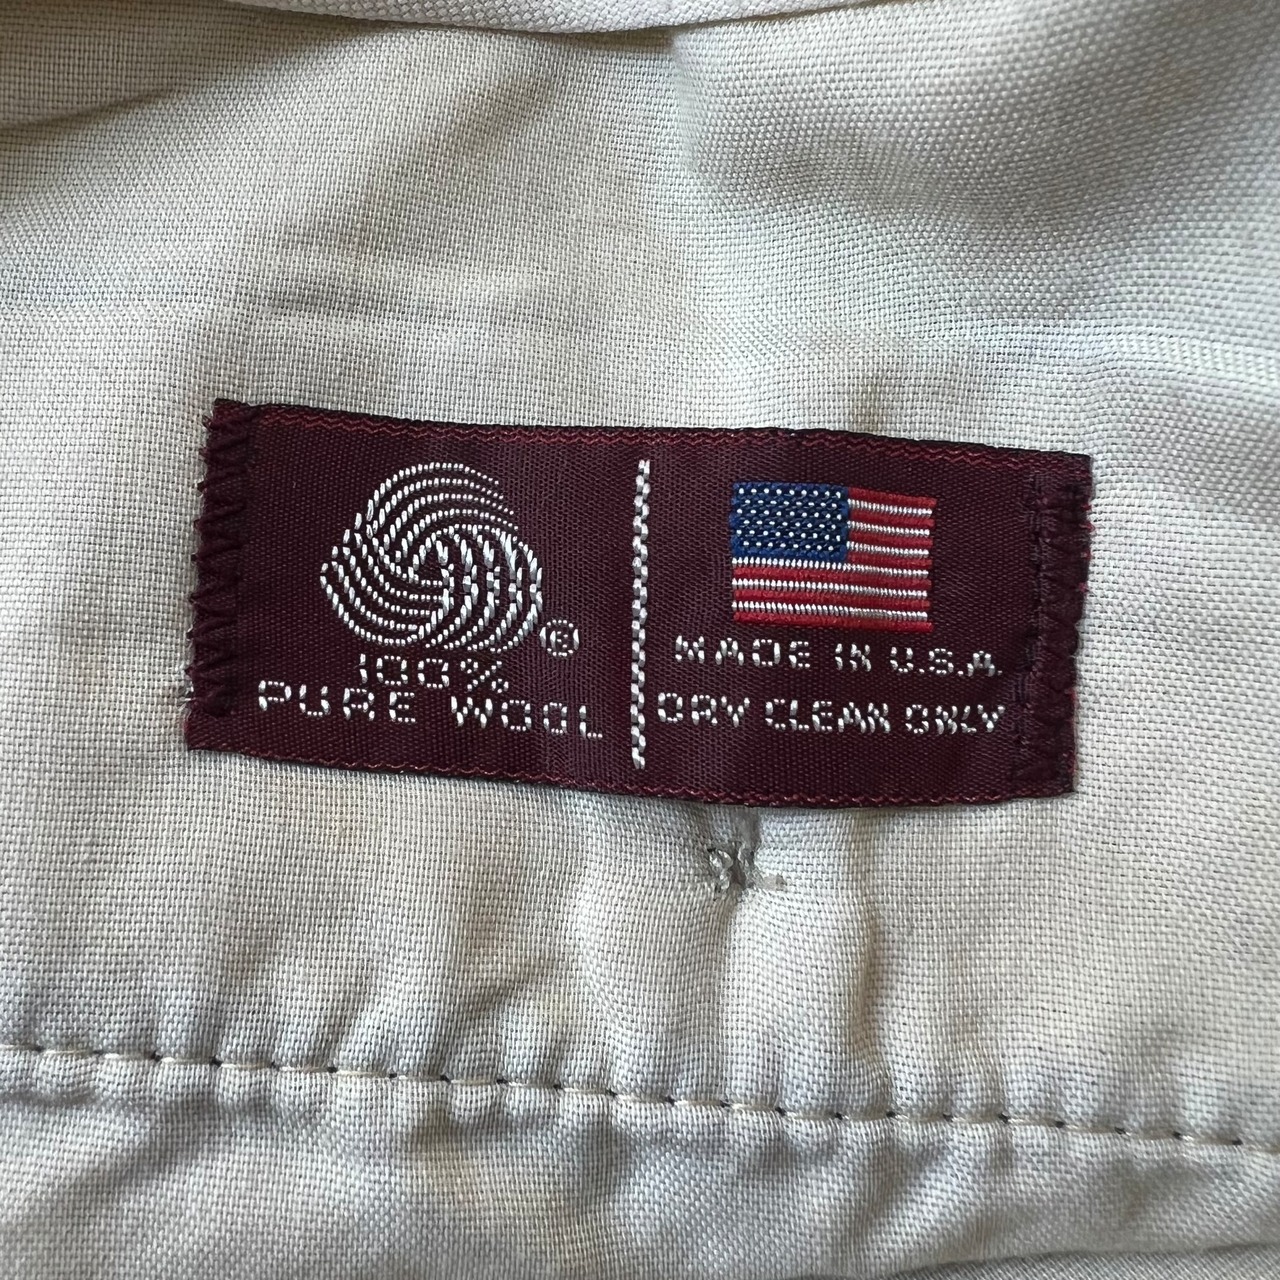 ®
100%
PURE WOOL
MADE IN U.S.A.
DRY CLEAN ONLY